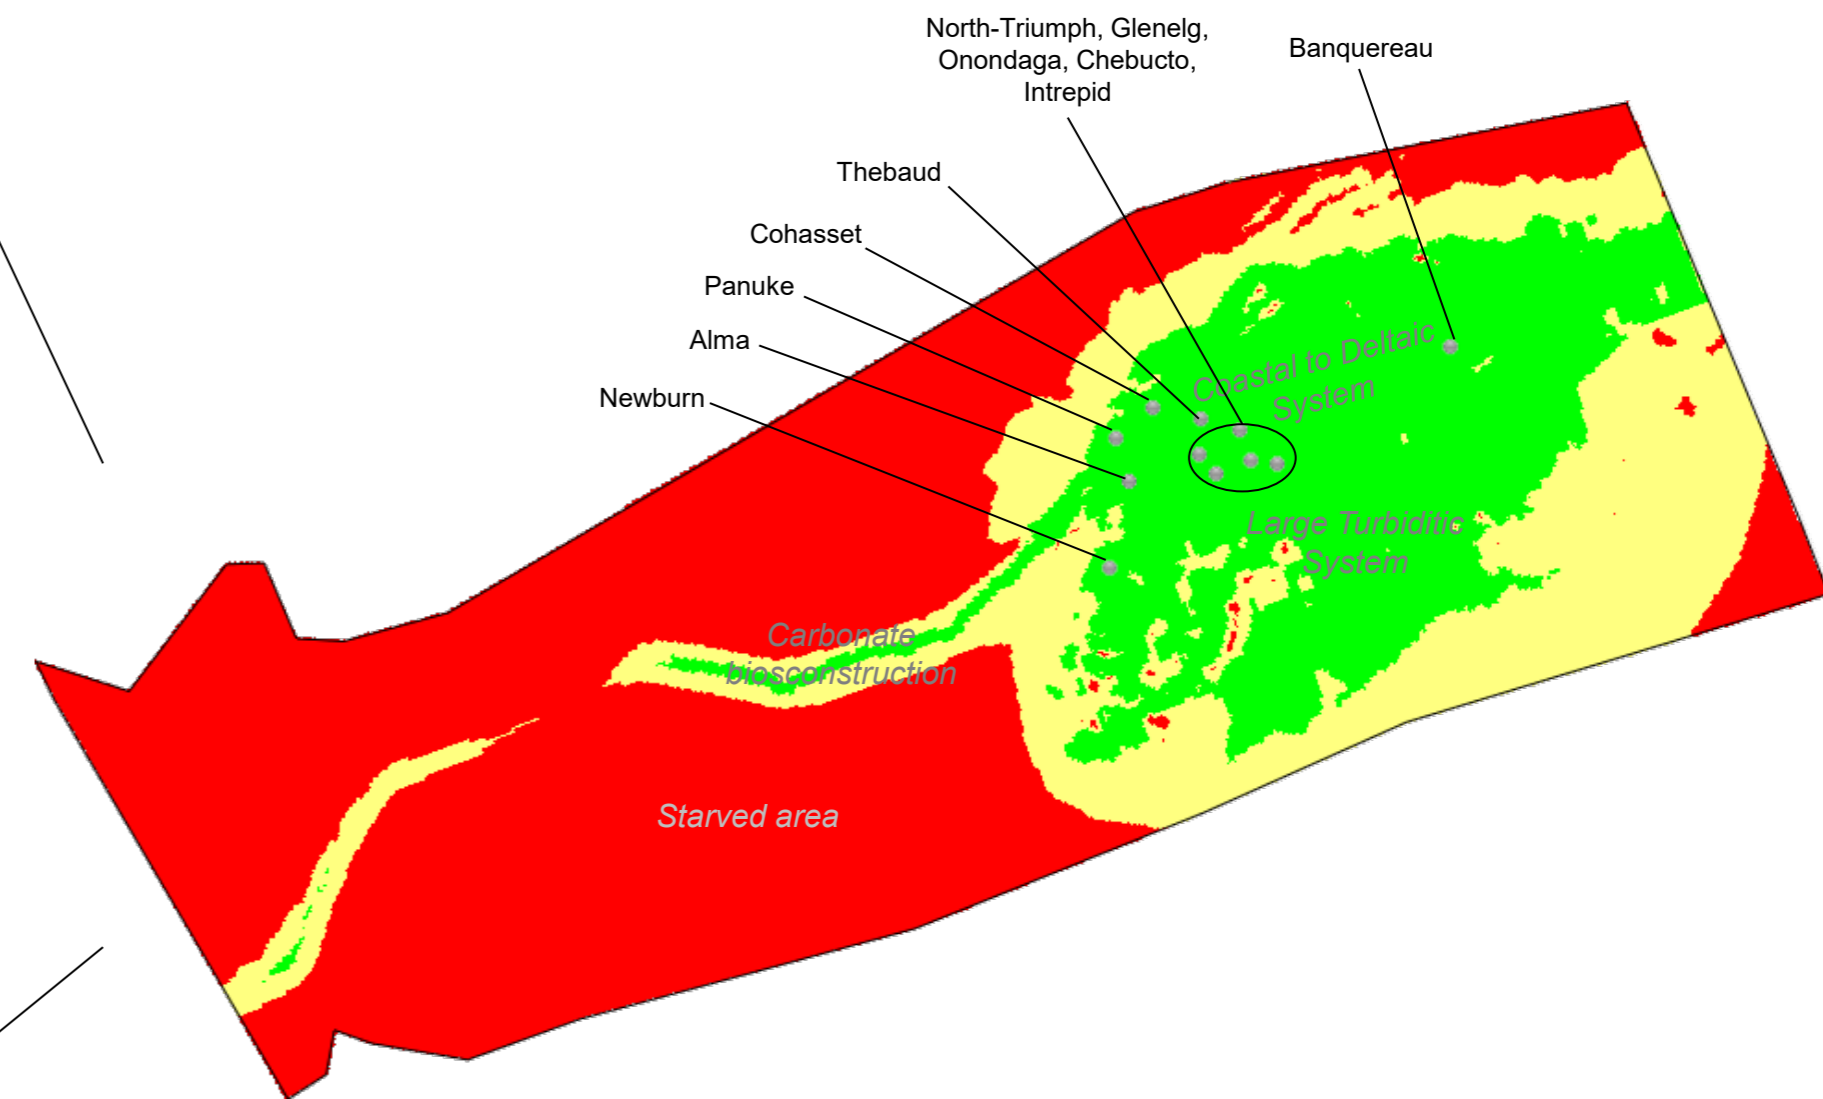 North-Triumph, Glenelg,
Onondaga, Chebucto,
Intrepid
Banquereau
Thebaud
Cohasset
Panuke
Alma
Newburn
Coastal to Deltaic
System
Large Turbiditic
System
Carbonate
biosconstruction
Starved area